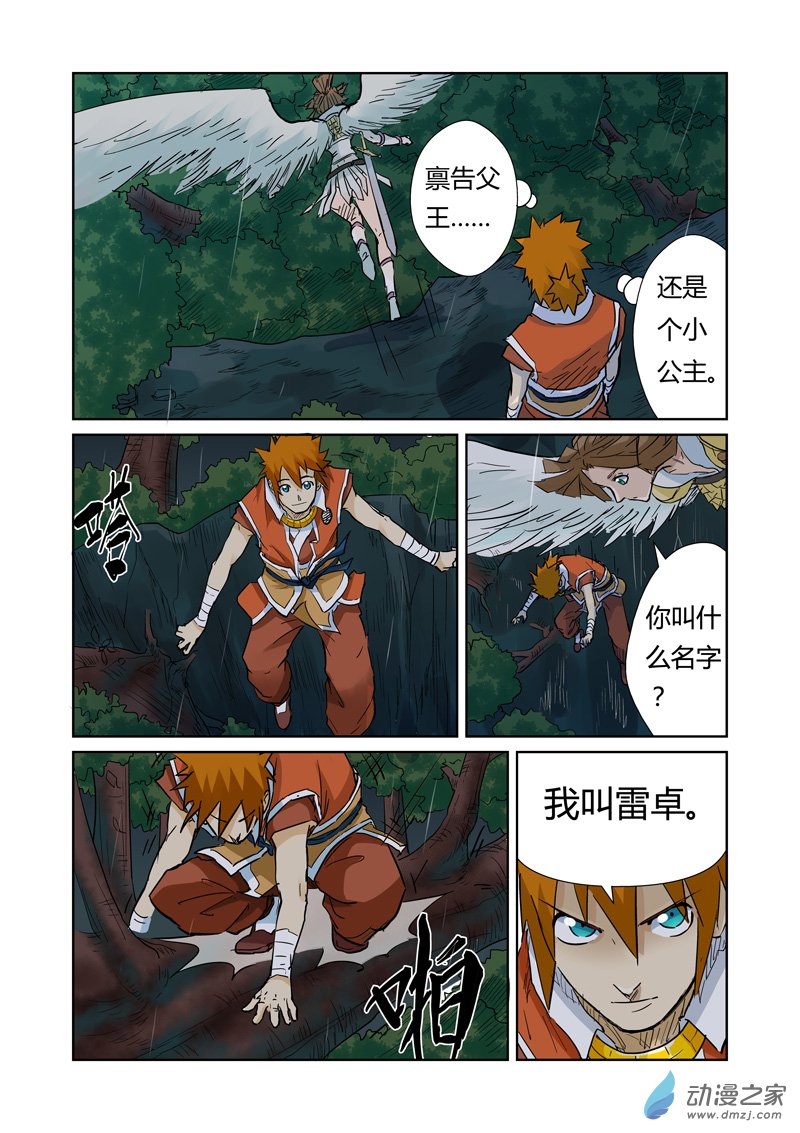 禀告父
王……
还是
个小
公主。
嗒
你叫什
么名字
？
啪
我叫雷卓。
动漫之家
www.dmzj.com